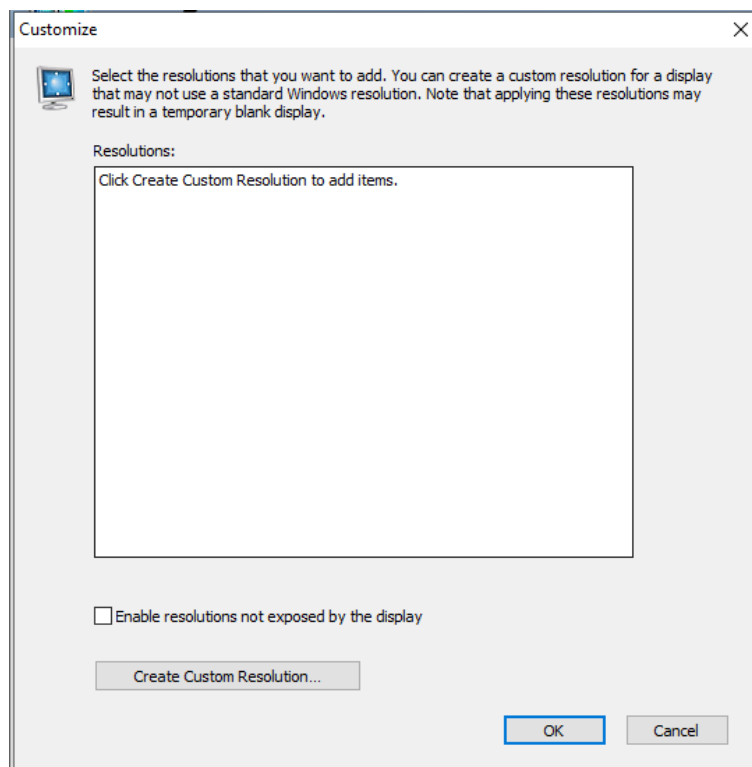 Customize
Select the resolutions that you want to add. You can create a custom resolution for a display
that may not use a standard Windows resolution. Note that applying these resolutions may
result in a temporary blank display.
Resolutions:
Click Create Custom Resolution to add items.
Enable resolutions not exposed by the display
Create Custom Resolution...
OK
Cancel